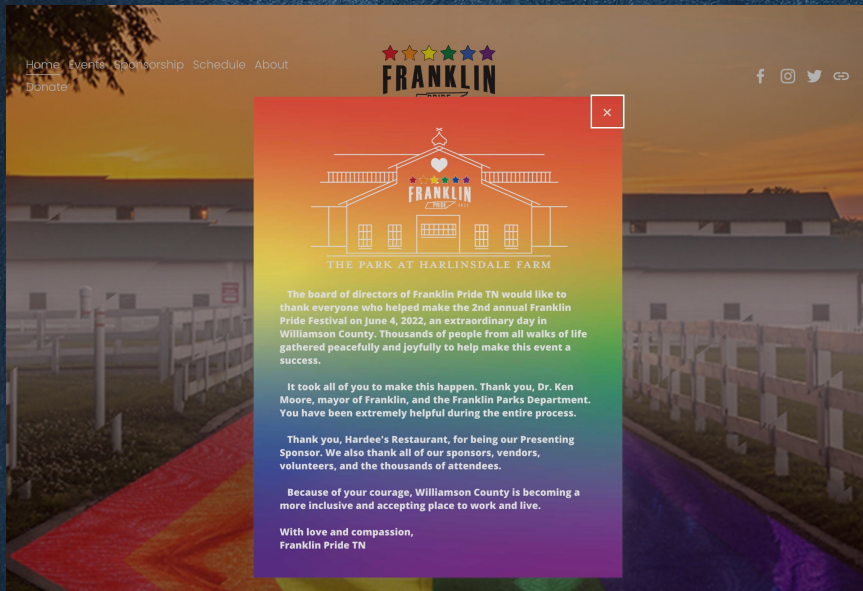 Home Events Sponsorship Schedule About
Donate
FRANKLIN
PRIDE
×
FRANKLIN
PRIDE
THE PARK AT HARLINSDALE FARM
The board of directors of Franklin Pride TN would like to
thank everyone who helped make the 2nd annual Franklin
Pride Festival on June 4, 2022, an extraordinary day in
Williamson County. Thousands of people from all walks of life
gathered peacefully and joyfully to help make this event a
success.
It took all of you to make this happen. Thank you, Dr. Ken
Moore, mayor of Franklin, and the Franklin Parks Department.
You have been extremely helpful during the entire process.
Thank you, Hardee's Restaurant, for being our Presenting
Sponsor. We also thank all of our sponsors, vendors,
volunteers, and the thousands of attendees.
Because of your courage, Williamson County is becoming a
more inclusive and accepting place to work and live.
With love and compassion,
Franklin Pride TN